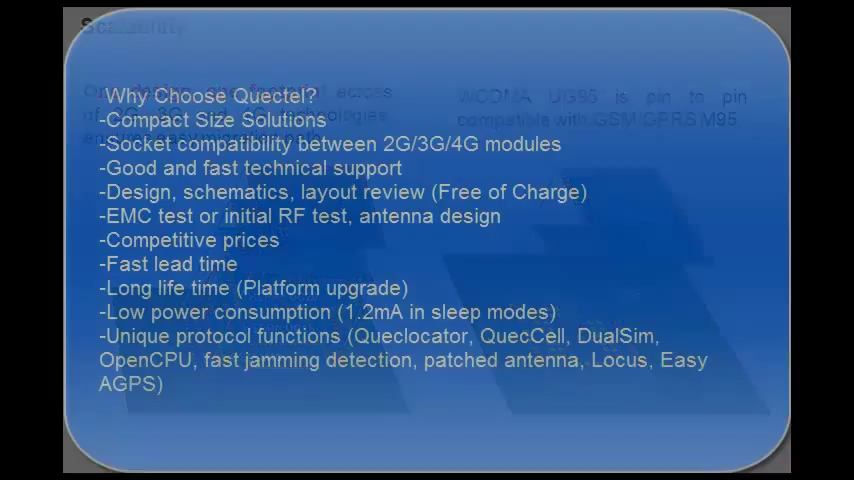 Scalability
Why Choose Quectel?
-Compact Size Solutions
-Socket compatibility between 2G/3G/4G modules
-Good and fast technical support
-Design, schematics, layout review (Free of Charge)
-EMC test or initial RF test, antenna design
-Competitive prices
-Fast lead time
-Long life time (Platform upgrade)
-Low power consumption (1.2mA in sleep modes)
-Unique protocol functions (Queclocator, QuecCell, DualSim,
OpenCPU, fast jamming detection, patched antenna, Locus, Easy
AGPS)
WCDMA UG95 is pin to pin
compatible with GSM/GPRS M95